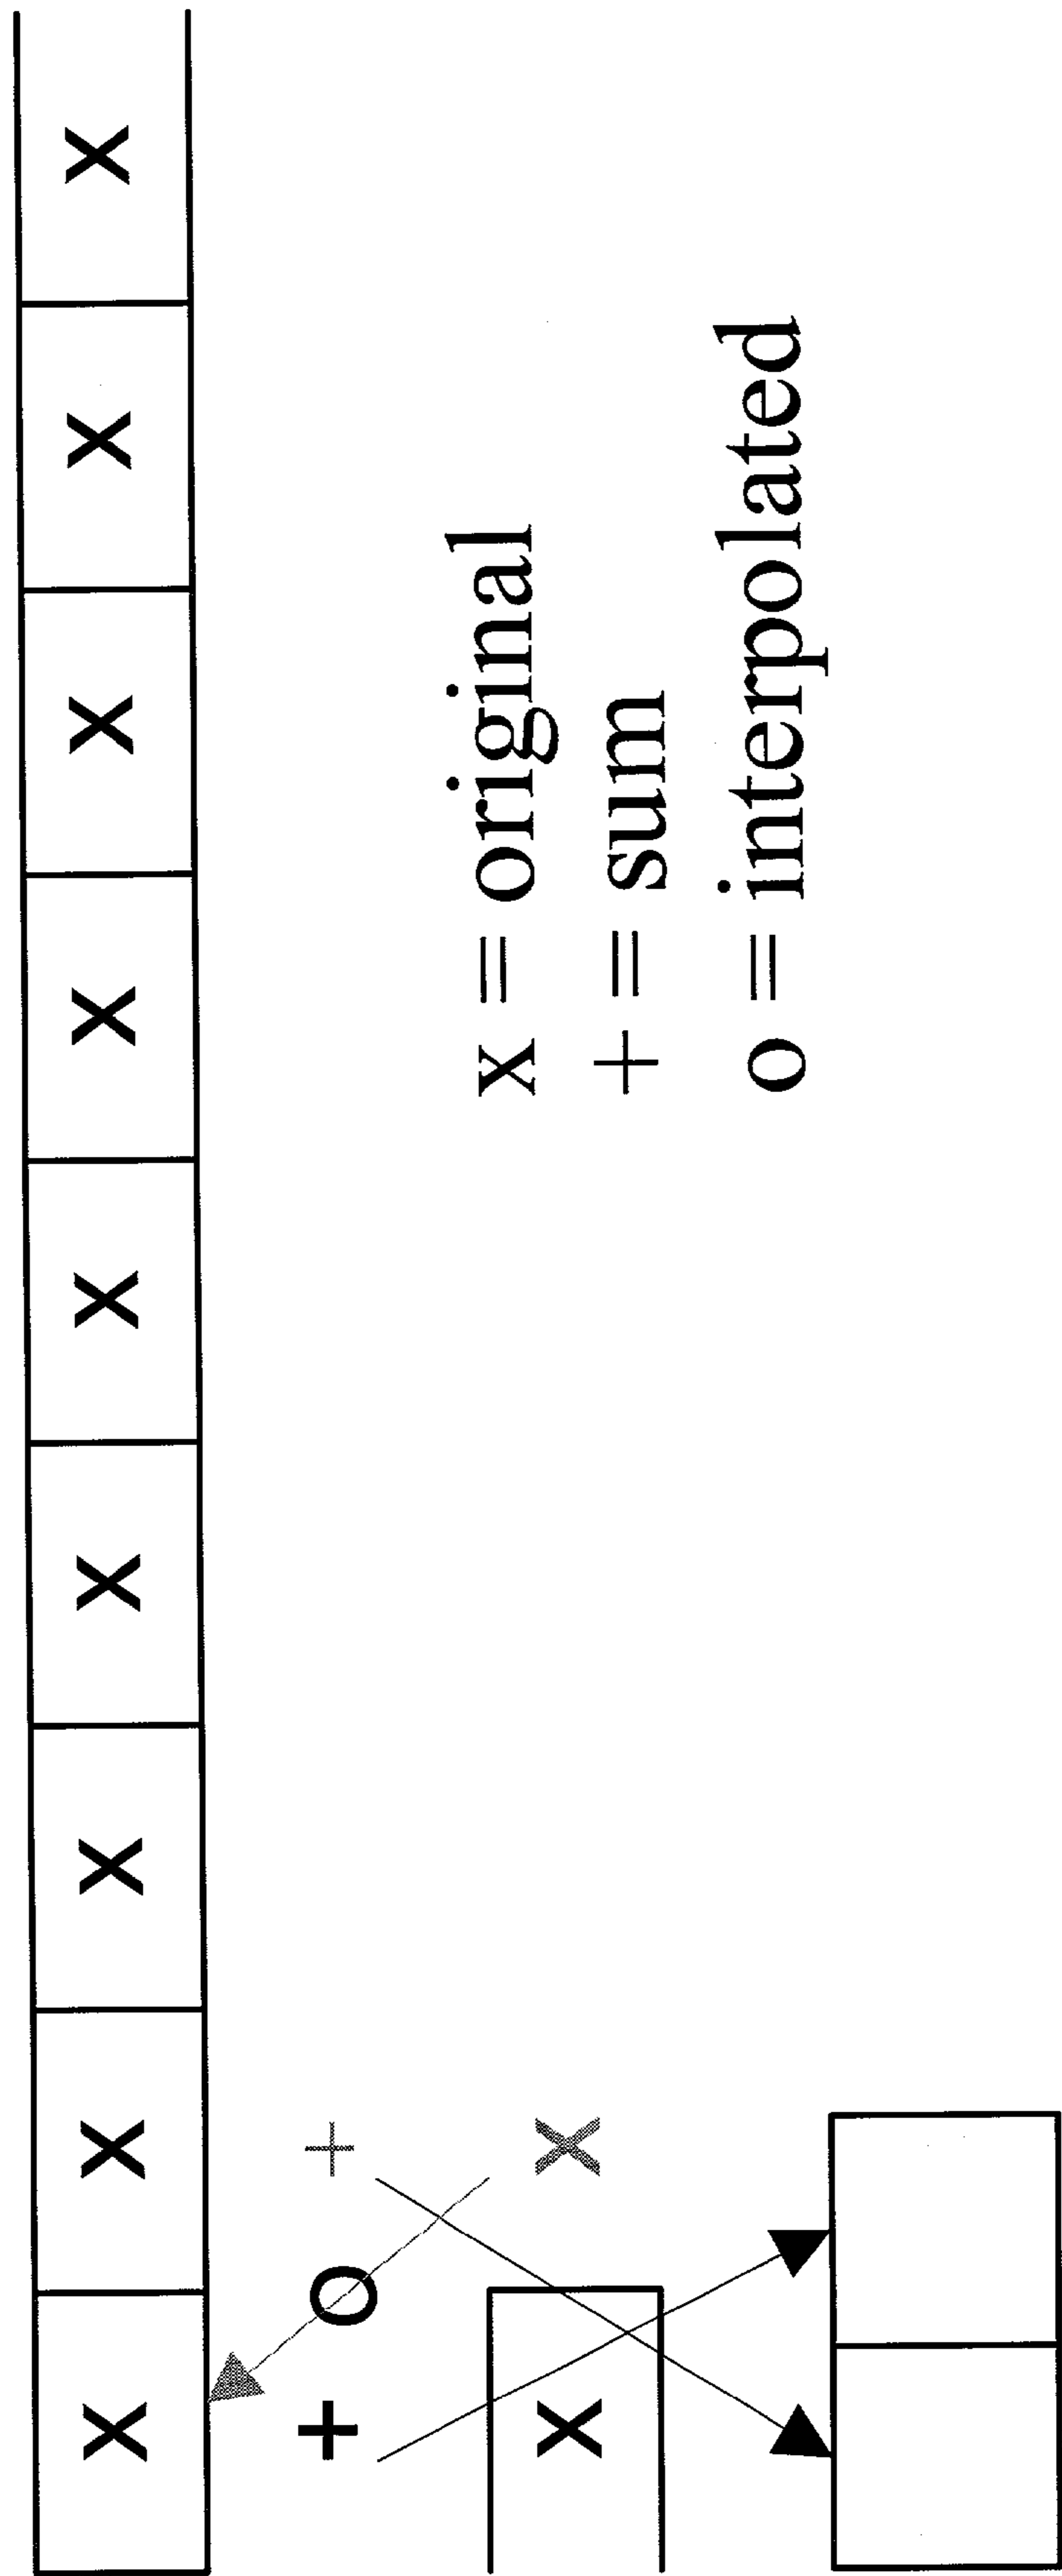 X X X X X X X X X
+ O +
X X
x = original
+ = sum
o = interpolated